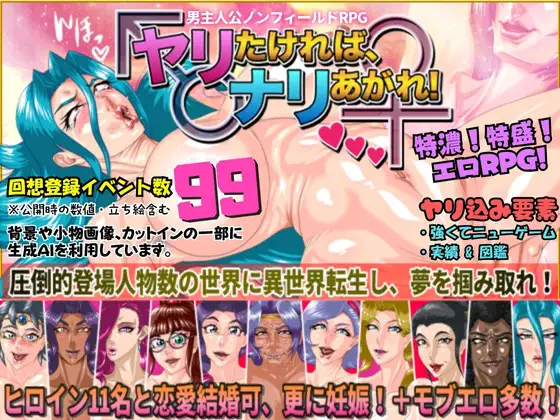 男主人公ノンフィールドRPG
「ヤリたければ、
ナリあがれ!
Wほっ
特濃!特盛!
エロRPG!
回想登録イベント数
99
※公開時の数値・立ち絵含む
背景や小物画像、カットインの一部に
生成AIを利用しています。
ヤリ込み要素
・強くてニューゲーム
・実績 & 図鑑
圧倒的登場人物数の世界に異世界転生し、夢を掴み取れ!
ヒロイン11名と恋愛結婚可、更に妊娠!+モブエロ多数!